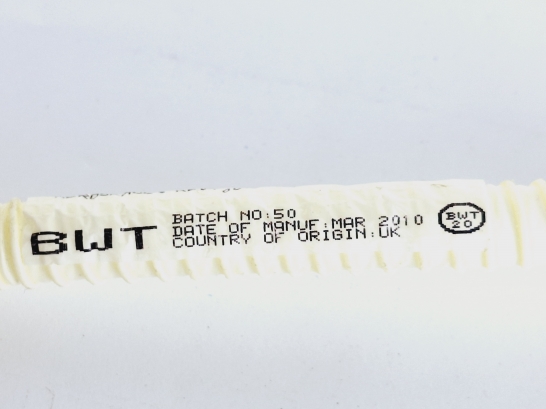 BWT
BATCH NO:50
DATE OF MANUF:MAR 2010
COUNTRY OF ORIGIN:UK
BWT
20